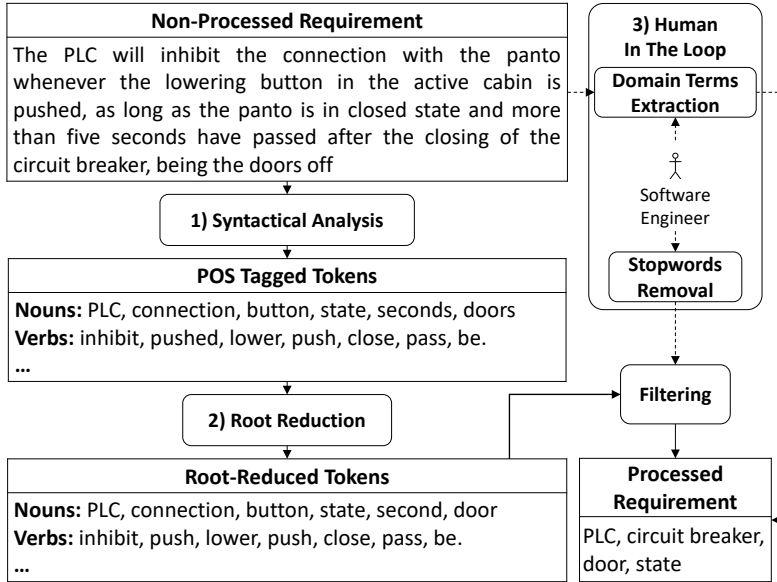 Non-Processed Requirement
The PLC will inhibit the connection with the panto
whenever the lowering button in the active cabin is
pushed, as long as the panto is in closed state and more
than five seconds have passed after the closing of the
circuit breaker, being the doors off
1) Syntactical Analysis
POS Tagged Tokens
Nouns: PLC, connection, button, state, seconds, doors
Verbs: inhibit, pushed, lower, push, close, pass, be.
...
2) Root Reduction
Root-Reduced Tokens
Nouns: PLC, connection, button, state, second, door
Verbs: inhibit, push, lower, push, close, pass, be.
...
3) Human
In The Loop
Domain Terms
Extraction
Software
Engineer
Stopwords
Removal
Filtering
Processed
Requirement
PLC, circuit breaker,
door, state